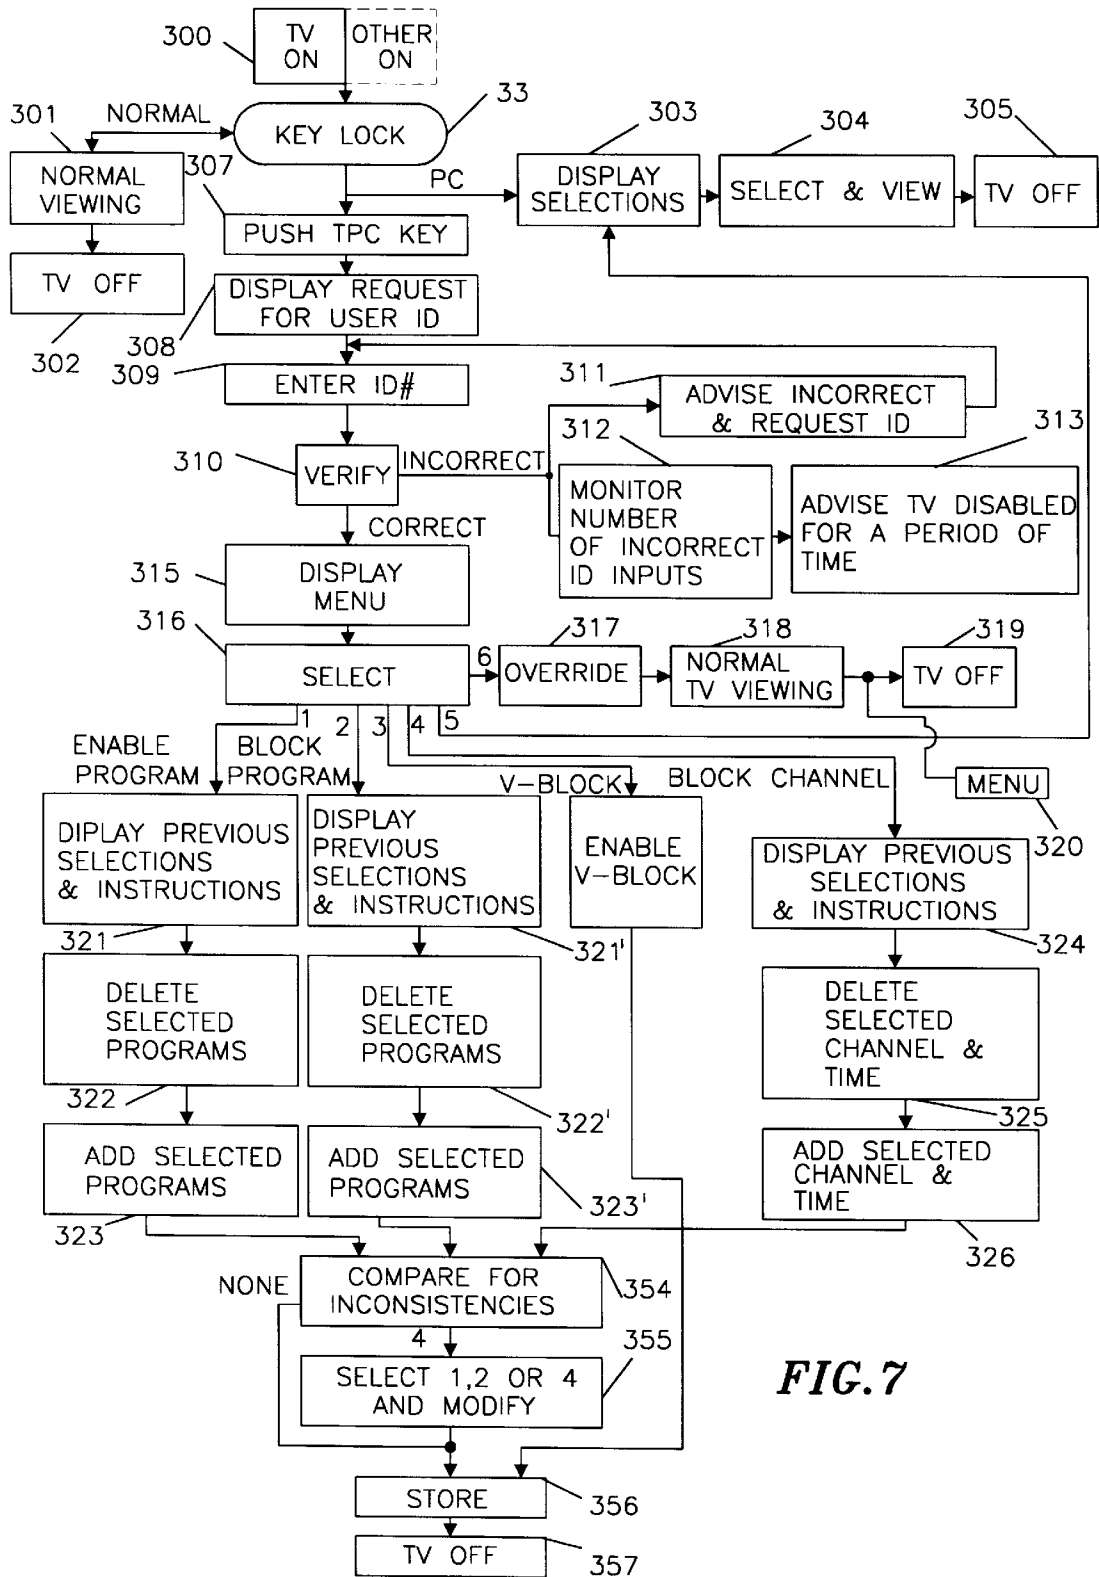 300
TV
ON
OTHER
ON
33
KEY LOCK
NORMAL
301
NORMAL
VIEWING
TV OFF
302
PC
303
DISPLAY
SELECTIONS
304
SELECT & VIEW
305
TV OFF
307
PUSH TPC KEY
DISPLAY REQUEST
FOR USER ID
308
309
ENTER ID#
310
VERIFY
INCORRECT
CORRECT
311
ADVISE INCORRECT
& REQUEST ID
312
MONITOR
NUMBER
OF INCORRECT
ID INPUTS
313
ADVISE TV DISABLED
FOR A PERIOD OF
TIME
315
DISPLAY
MENU
316
SELECT
6
317
OVERRIDE
318
NORMAL
TV VIEWING
319
TV OFF
1
2
3
4
5
MENU
320
ENABLE
PROGRAM
BLOCK
PROGRAM
V-BLOCK
BLOCK CHANNEL
DIPLAY PREVIOUS
SELECTIONS
& INSTRUCTIONS
321
DISPLAY
PREVIOUS
SELECTIONS
& INSTRUCTIONS
321'
ENABLE
V-BLOCK
DISPLAY PREVIOUS
SELECTIONS
& INSTRUCTIONS
324
DELETE
SELECTED
PROGRAMS
322
DELETE
SELECTED
PROGRAMS
322'
DELETE
SELECTED
CHANNEL &
TIME
325
ADD SELECTED
PROGRAMS
323
ADD SELECTED
PROGRAMS
323'
ADD SELECTED
CHANNEL &
TIME
326
NONE
COMPARE FOR
INCONSISTENCIES
354
4
355
SELECT 1,2 OR 4
AND MODIFY
STORE
356
TV OFF
357
FIG.7